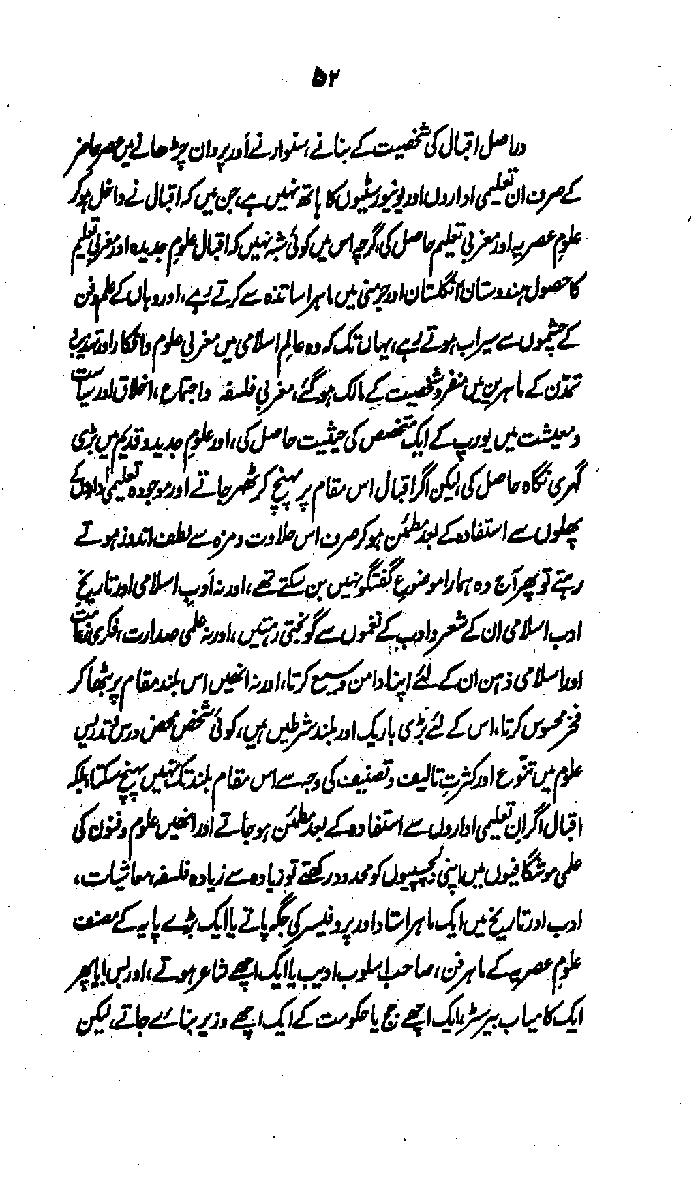 ۵۲
دراصل اقبال کی شخصیت کے بنانے، سنوارنے اور پروان چڑھانے میں عصر حاضر
کے صرف ان تعلیمی اداروں اور یونیورسٹیوں کا ہاتھ نہیں ہے، جن میں کہ اقبال نے داخل ہوکر
علوم عصریہ اور مغربی تعلیم حاصل کی، اگرچہ اس میں کوئی شبہ نہیں کہ اقبال علومِ جدیدہ اور مغربی تعلیم
کا حصول ہندوستان، انگلستان اور جرمنی میں ماہر اساتذہ سے کرتے رہے، اور وہاں کے علم و فن
کے چشموں سے سیراب ہوتے رہے، یہاں تک کہ وہ عالمِ اسلامی میں مغربی علوم و افکار اور تہذیب و
تمدن کے ماہرین میں منفرد شخصیت کے مالک ہوگئے، مغربی فلسفہ و اجتماع، اخلاق اور سیاست
و معیشت میں یورپ کے ایک متخصص کی حیثیت حاصل کی، اور علومِ جدید و قدیم میں بڑی
گہری نگاہ حاصل کی، لیکن اگر اقبال اس مقام پر پہنچ کر ٹھہر جاتے اور موجودہ تعلیمی اداروں کے
پھلوں سے استفادہ کے بعد مطمئن ہوکر صرف اس حلاوت و مزہ سے لطف اندوز ہوتے
رہتے تو پھر آج وہ ہمارا موضوعِ گفتگو نہیں بن سکتے تھے، اور نہ ادبِ اسلامی اور تاریخِ
ادب اسلامی ان کے شعر و ادب کے نغموں سے گونجتی رہتیں، اور نہ علمی صدارت، فکری زعامت
اور اسلامی ذہن ان کے لئے اپنا دامن وسیع کرتا، اور نہ انھیں اس بلند مقام پر بٹھا کر
فخر محسوس کرتا، اس کے لئے بڑی باریک اور بلند شرطیں ہیں، کوئی شخص محض درس و تدریس
علوم میں تنوّع اور کثرتِ تالیف و تصنیف کی وجہ سے اس مقام بلند تک نہیں پہنچ سکتا، بلکہ
اقبال اگر ان تعلیمی اداروں سے استفادہ کے بعد مطمئن ہو جاتے اور انھیں علوم و فنون کی
علمی موشگافیوں میں اپنی دلچسپیوں کو محدود رکھتے تو زیادہ سے زیادہ فلسفہ، معاشیات،
ادب اور تاریخ میں ایک ماہر استاد اور پروفیسر کی جگہ پاتے یا ایک بڑے پایہ کے مصنف
علومِ عصریہ کے ماہر فن، صاحب اسلوب ادیب یا ایک اچھے شاعر ہوتے، اور بس! یا پھر
ایک کامیاب بیرسٹر، ایک اچھے جج یا حکومت کے ایک اچھے وزیر بنائے جاتے، لیکن